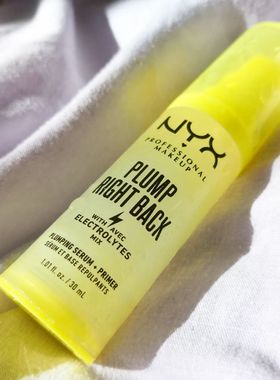 NYX
PROFESSIONAL
MAKEUP
PLUMP
RIGHT BACK
WITH AVEC
ELECTROLYTES
MIX
PLUMPING SERUM + PRIMER
SÉRUM ET BASE REPULPANTS
1.01 fl. oz. / 30 mL